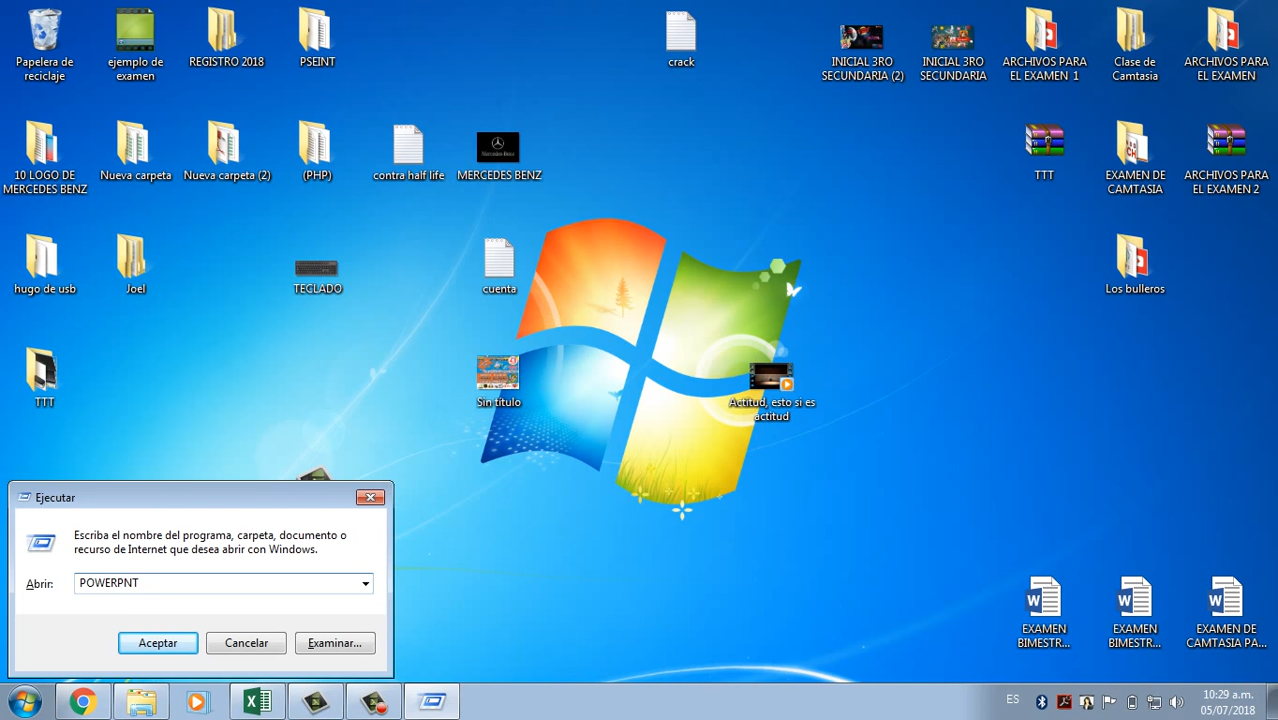 Papelera de
reciclaje
ejemplo de
examen
REGISTRO 2018
PSEINT
crack
INICIAL 3RO
SECUNDARIA (2)
INICIAL 3RO
SECUNDARIA
ARCHIVOS PARA
EL EXAMEN 1
Clase de
Camtasia
ARCHIVOS PARA
EL EXAMEN
10 LOGO DE
MERCEDES BENZ
Nueva carpeta
Nueva carpeta (2)
(PHP)
contra half life
Mercedes-Benz
MERCEDES BENZ
TTT
EXAMEN DE
CAMTASIA
ARCHIVOS PARA
EL EXAMEN 2
hugo de usb
Joel
TECLADO
cuenta
Los bulleros
TTT
Sin título
Actitud, esto si es
actitud
Ejecutar
Escriba el nombre del programa, carpeta, documento o
recurso de Internet que desea abrir con Windows.
Abrir:
POWERPNT
Aceptar
Cancelar
Examinar...
EXAMEN
BIMESTR...
EXAMEN
BIMESTR...
EXAMEN DE
CAMTASIA PA...
ES
10:29 a.m.
05/07/2018